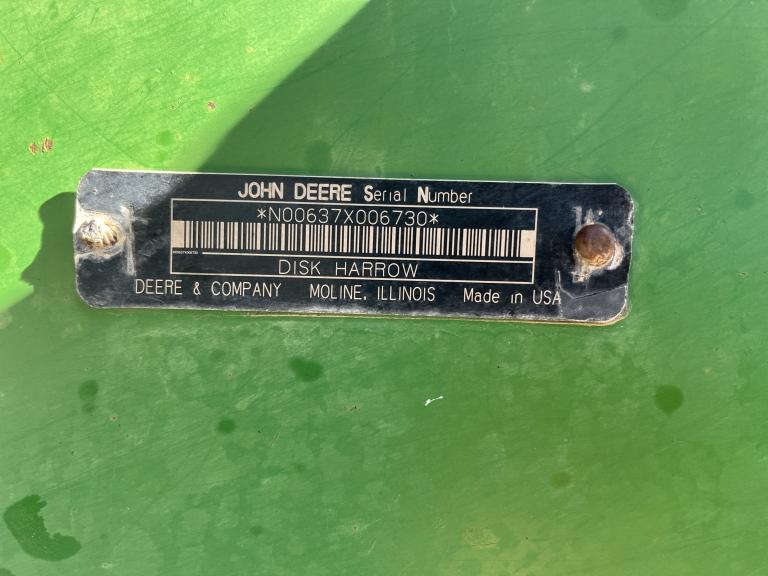 JOHN DEERE Serial Number
*N00637X006730*
DISK HARROW
DEERE & COMPANY MOLINE, ILLINOIS Made in USA